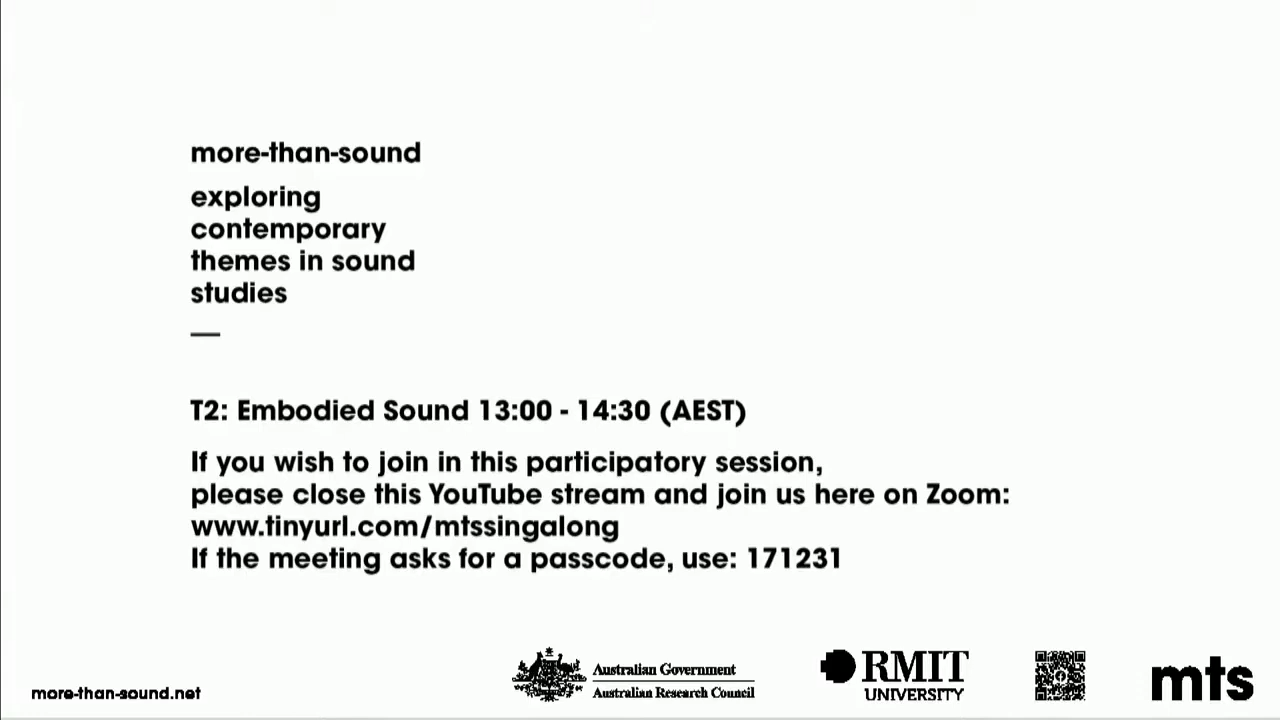 more-than-sound
exploring
contemporary
themes in sound
studies
—
T2: Embodied Sound 13:00 - 14:30 (AEST)
If you wish to join in this participatory session,
please close this YouTube stream and join us here on Zoom:
www.tinyurl.com/mtssingalong
If the meeting asks for a passcode, use: 171231
more-than-sound.net
Australian Government
Australian Research Council
RMIT
UNIVERSITY
mts